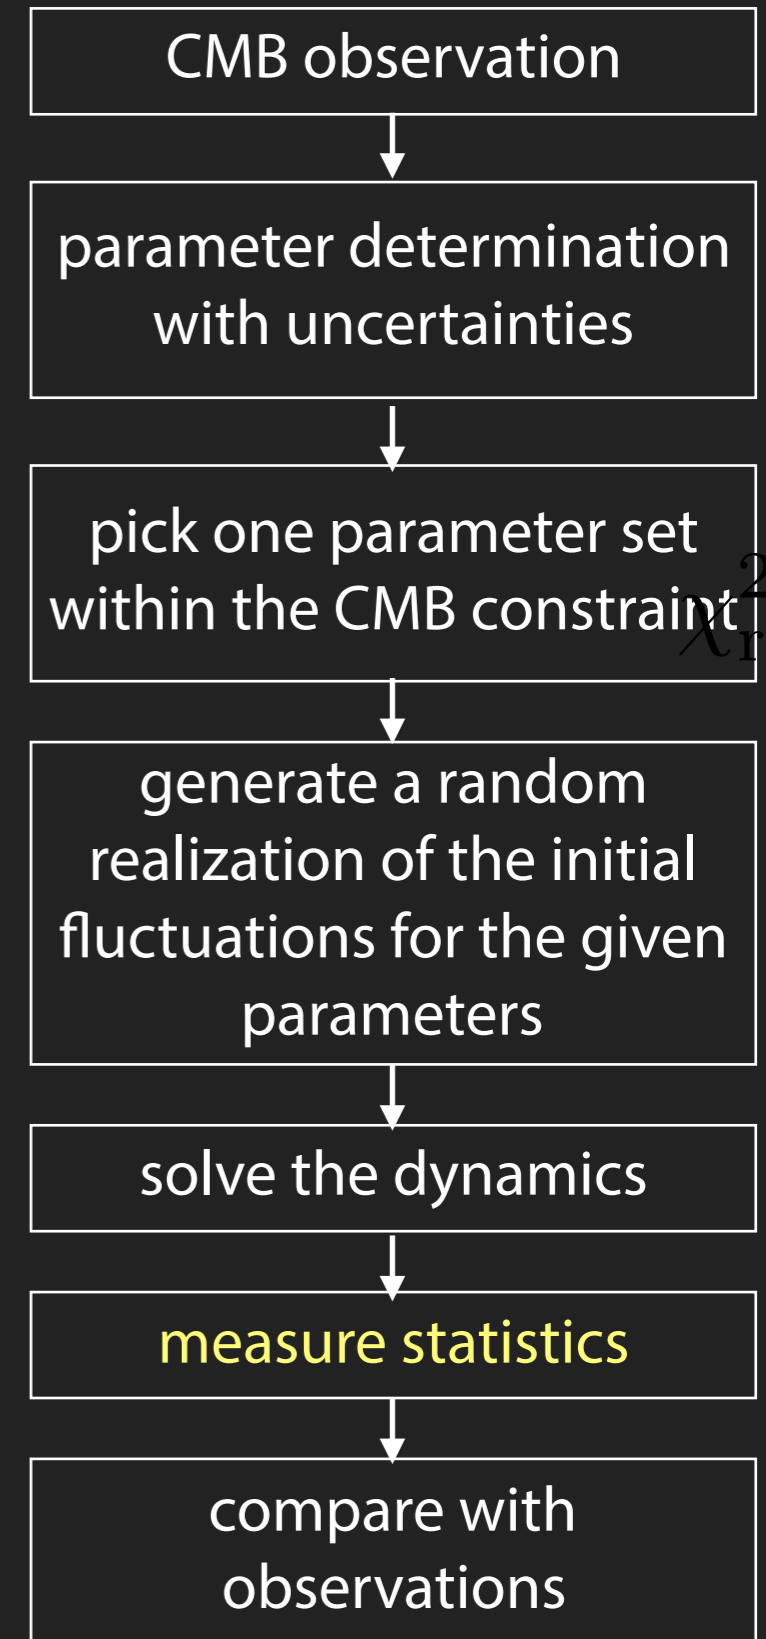 CMB observation
parameter determination
with uncertainties
pick one parameter set
within the CMB constraint
χ²r
generate a random
realization of the initial
fluctuations for the given
parameters
solve the dynamics
measure statistics
compare with
observations